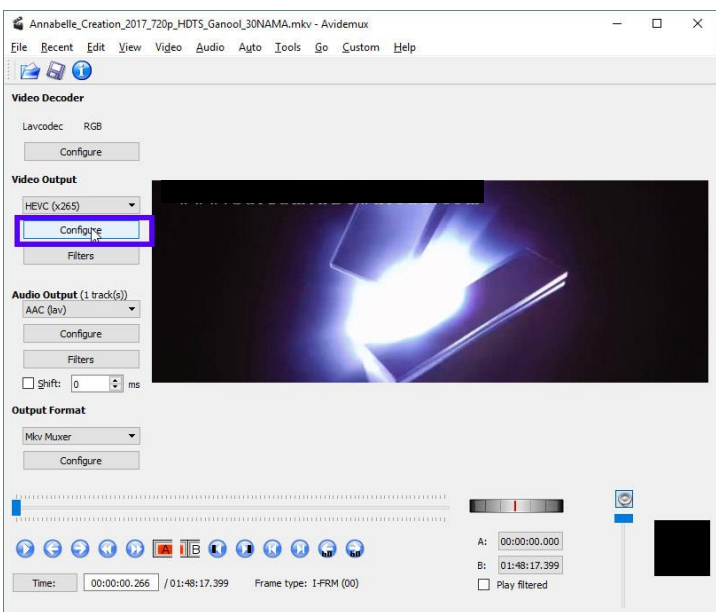 Annabelle_Creation_2017_720p_HDTS_Ganool_30NAMA.mkv - Avidemux
File Recent Edit View Video Audio Auto Tools Go Custom Help
Video Decoder
Lavcodec RGB
Configure
Video Output
HEVC (x265)
Configure
Filters
Audio Output (1 track(s))
AAC (lav)
Configure
Filters
Shift: 0 ms
Output Format
Mkv Muxer
Configure
A B 60 60
A: 00:00:00.000
B: 01:48:17.399
Time: 00:00:00.266 / 01:48:17.399 Frame type: I-FRM (00)
Play filtered